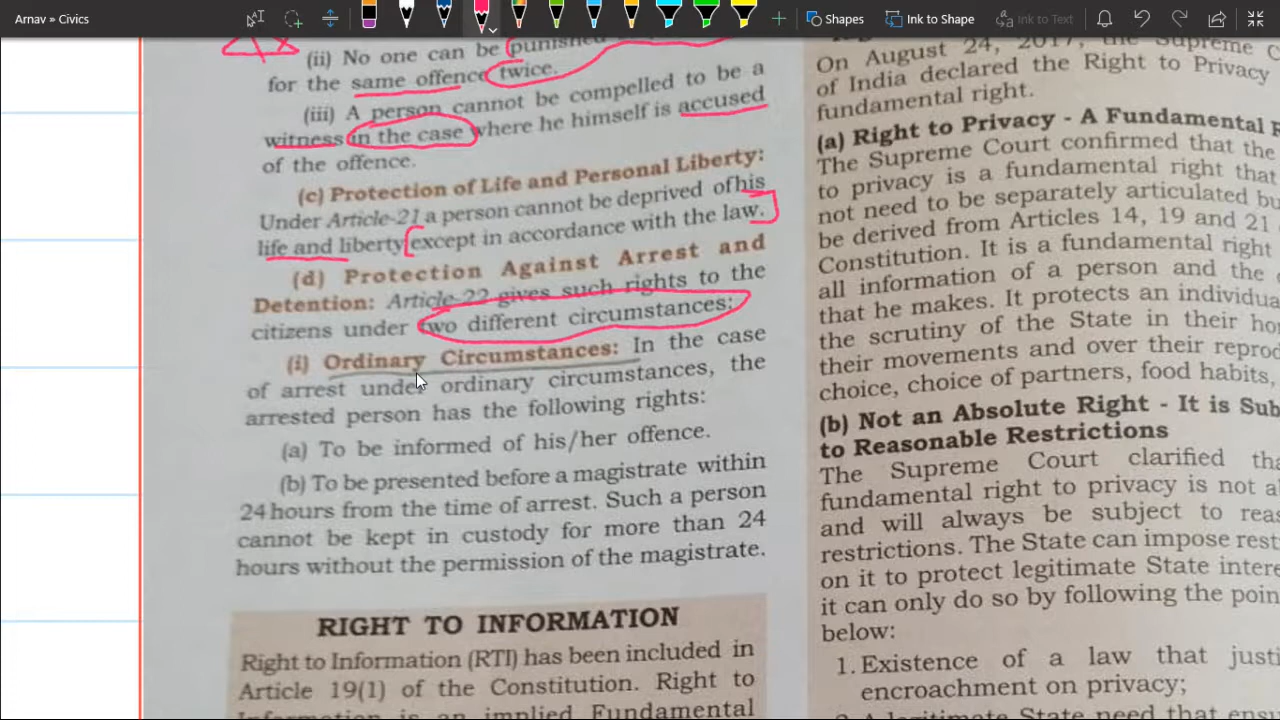 Arnav » Civics
Shapes
Ink to Shape
Ink to Text
(ii) No one can be punished
for the same offence twice.
(iii) A person cannot be compelled to be a
witness in the case where he himself is accused
of the offence.
(c) Protection of Life and Personal Liberty:
Under Article-21 a person cannot be deprived of his
life and liberty except in accordance with the law.
(d) Protection Against Arrest and
Detention: Article-22 gives such rights to the
citizens under two different circumstances:
(i) Ordinary Circumstances: In the case
of arrest under ordinary circumstances, the
arrested person has the following rights:
(a) To be informed of his/her offence.
(b) To be presented before a magistrate within
24 hours from the time of arrest. Such a person
cannot be kept in custody for more than 24
hours without the permission of the magistrate.
RIGHT TO INFORMATION
Right to Information (RTI) has been included in
Article 19(1) of the Constitution. Right to
Information is an implied Fundamental
On August 24, 2017, the Supreme C
of India declared the Right to Privacy
fundamental right.
(a) Right to Privacy - A Fundamental
The Supreme Court confirmed that the
to privacy is a fundamental right that
not need to be separately articulated bu
be derived from Articles 14, 19 and 21
Constitution. It is a fundamental right
all information of a person and the
that he makes. It protects an individua
the scrutiny of the State in their ho
their movements and over their reprod
choice, choice of partners, food habits,
(b) Not an Absolute Right - It is Sub
to Reasonable Restrictions
The Supreme Court clarified tha
fundamental right to privacy is not a
and will always be subject to reas
restrictions. The State can impose rest
on it to protect legitimate State intere
it can only do so by following the poin
below:
1. Existence of a law that justi
encroachment on privacy;
2. A legitimate State need that ensu